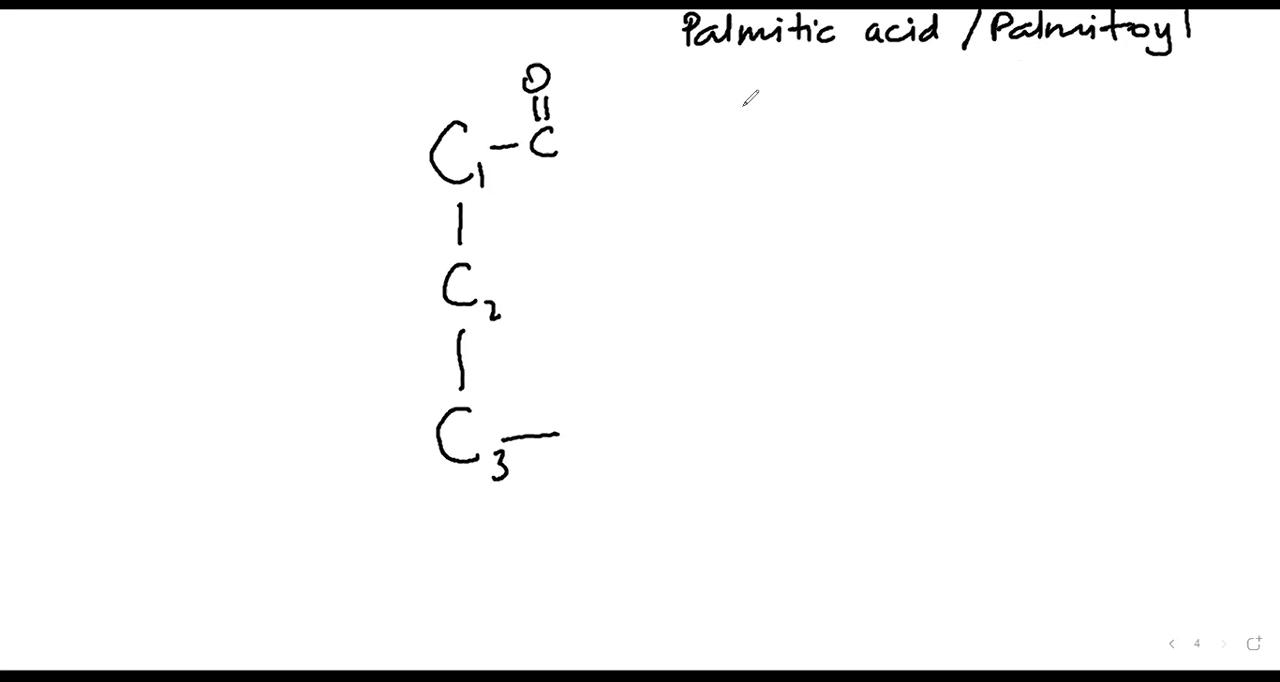 Palmitic acid / Palmitoyl
O
||
C1 - C
|
C2
|
C3 —
4